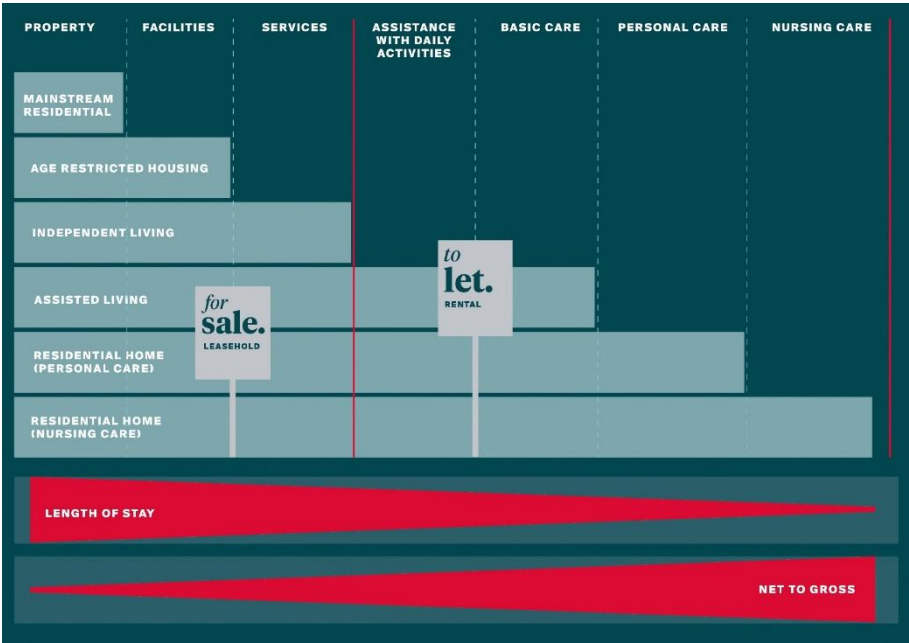 PROPERTY
FACILITIES
SERVICES
ASSISTANCE
WITH DAILY
ACTIVITIES
BASIC CARE
PERSONAL CARE
NURSING CARE
MAINSTREAM
RESIDENTIAL
AGE RESTRICTED HOUSING
INDEPENDENT LIVING
ASSISTED LIVING
for
sale.
LEASEHOLD
to
let.
RENTAL
RESIDENTIAL HOME
(PERSONAL CARE)
RESIDENTIAL HOME
(NURSING CARE)
LENGTH OF STAY
NET TO GROSS